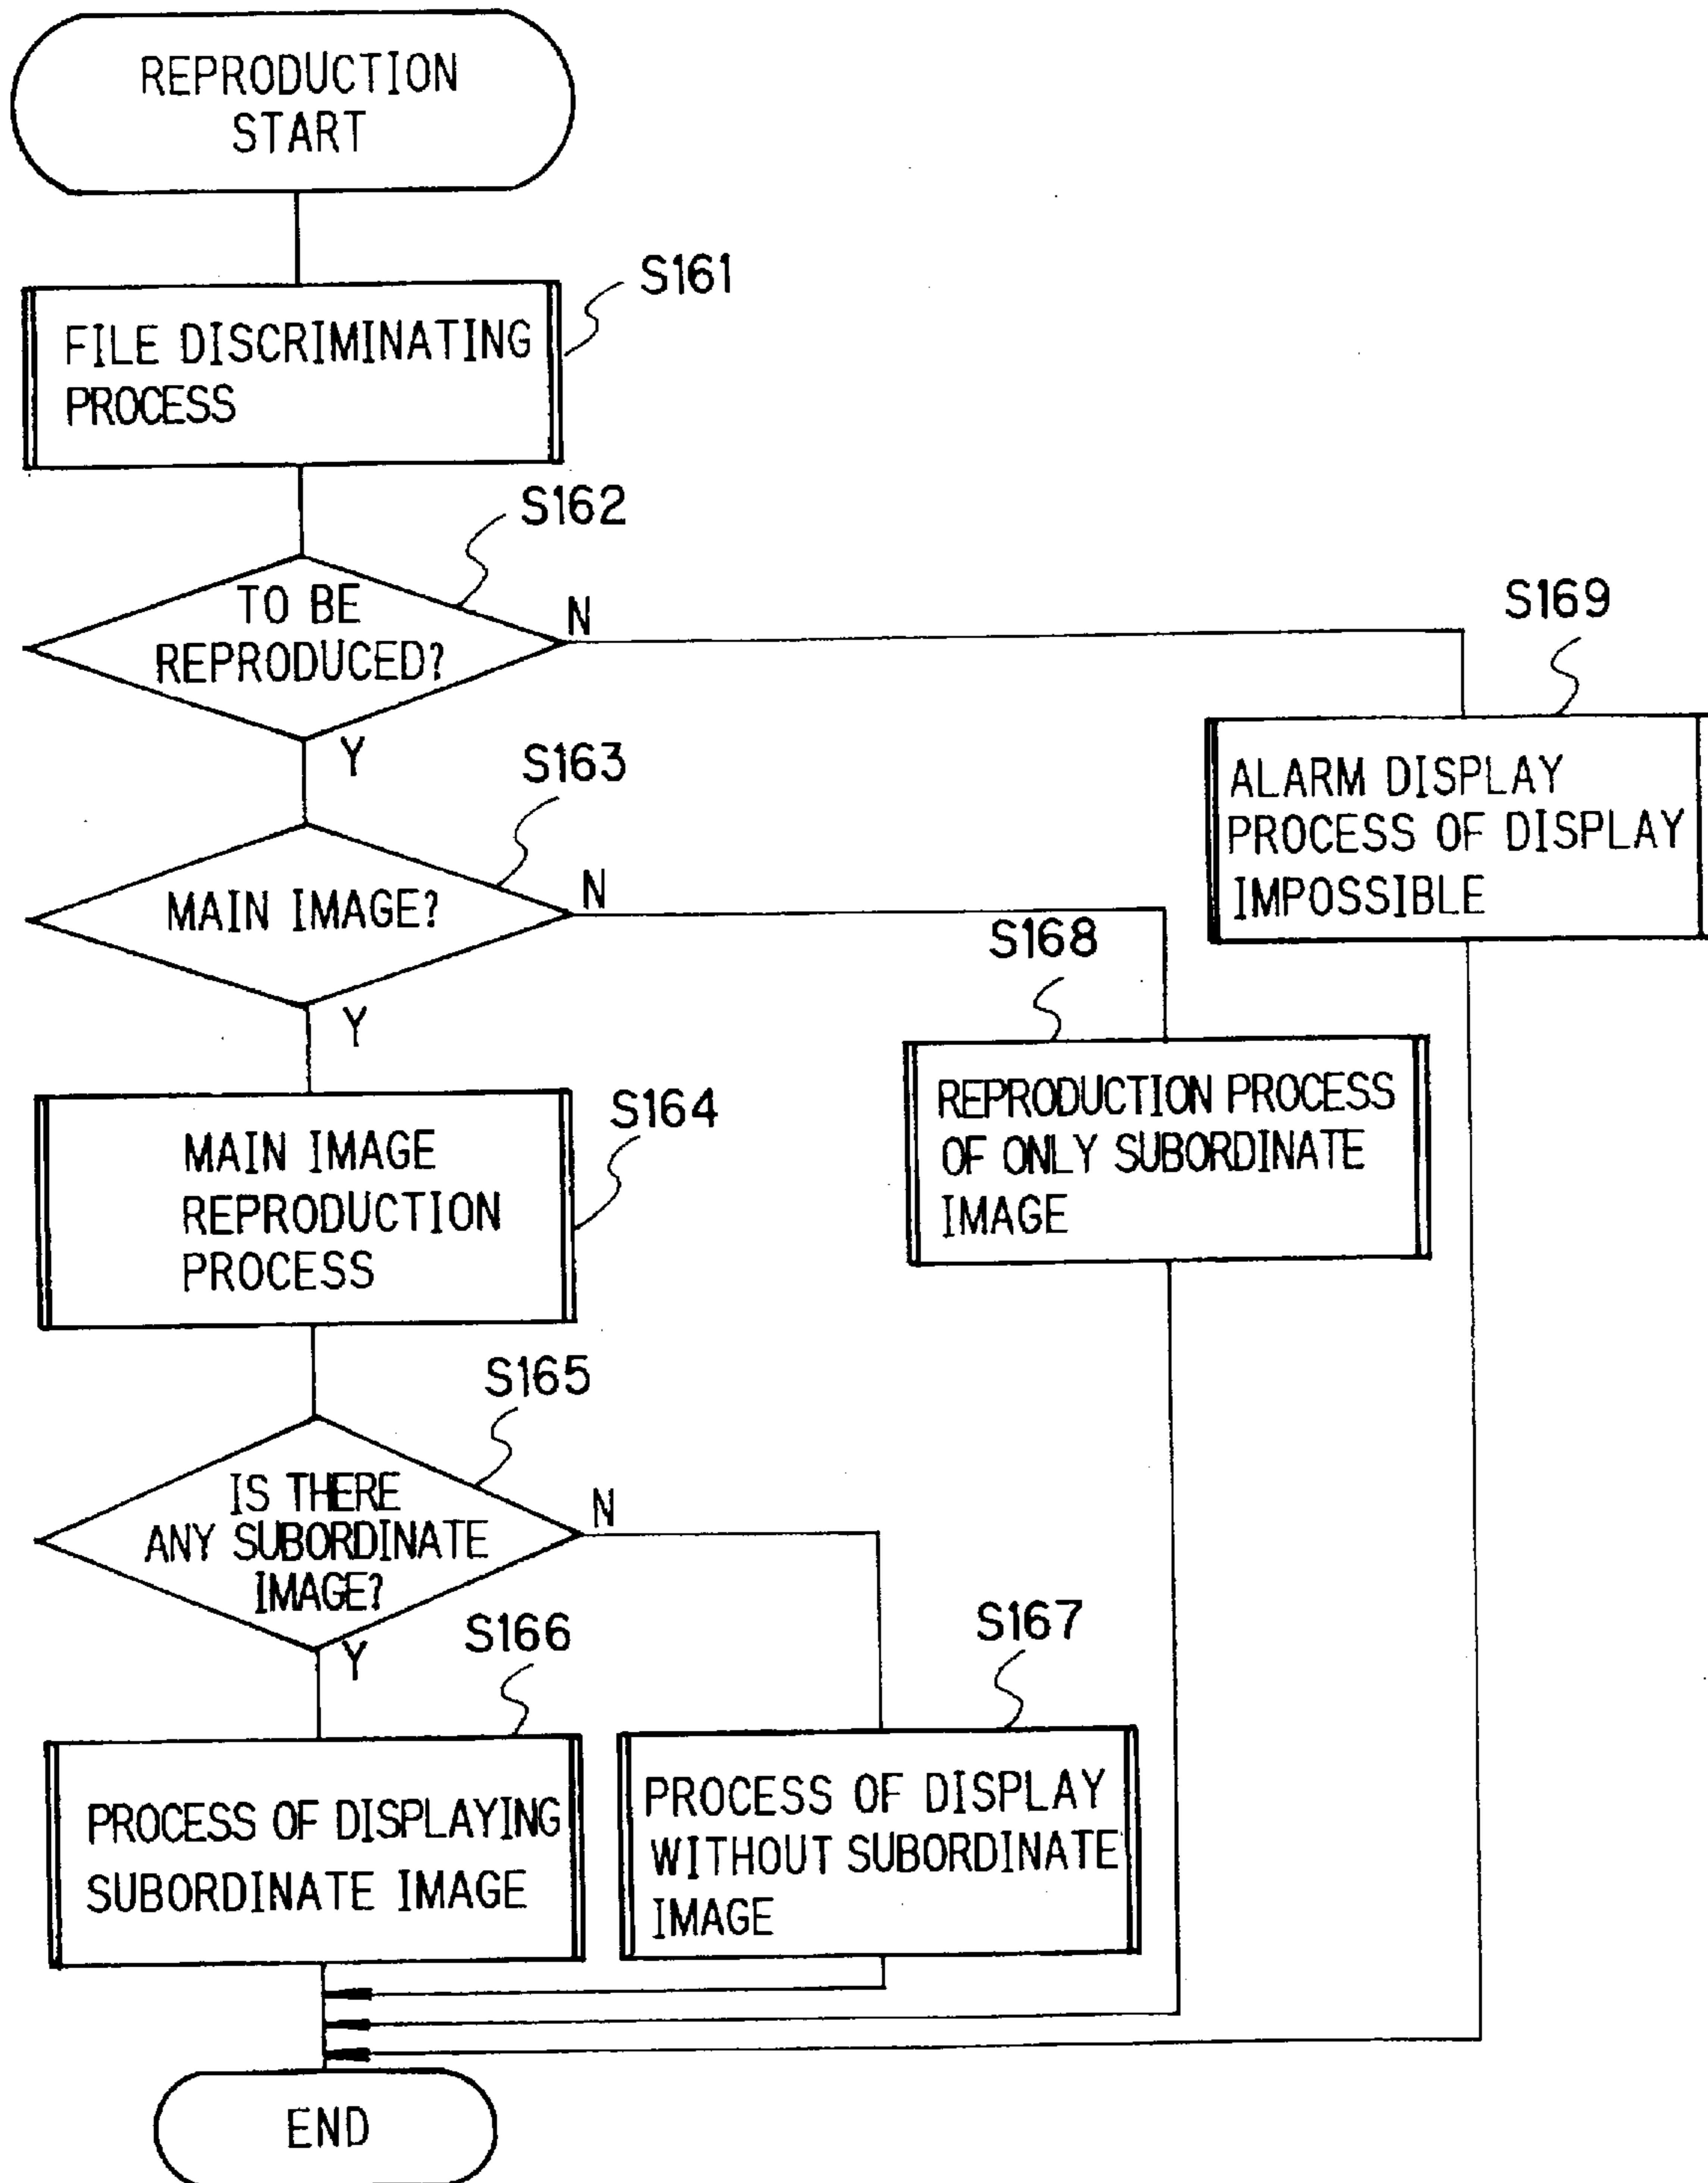 REPRODUCTION
START
S161
FILE DISCRIMINATING
PROCESS
S162
TO BE
REPRODUCED?
N
Y
S169
ALARM DISPLAY
PROCESS OF DISPLAY
IMPOSSIBLE
S163
MAIN IMAGE?
N
Y
S168
REPRODUCTION PROCESS
OF ONLY SUBORDINATE
IMAGE
S164
MAIN IMAGE
REPRODUCTION
PROCESS
S165
IS THERE
ANY SUBORDINATE
IMAGE?
N
Y
S166
PROCESS OF DISPLAYING
SUBORDINATE IMAGE
S167
PROCESS OF DISPLAY
WITHOUT SUBORDINATE
IMAGE
END